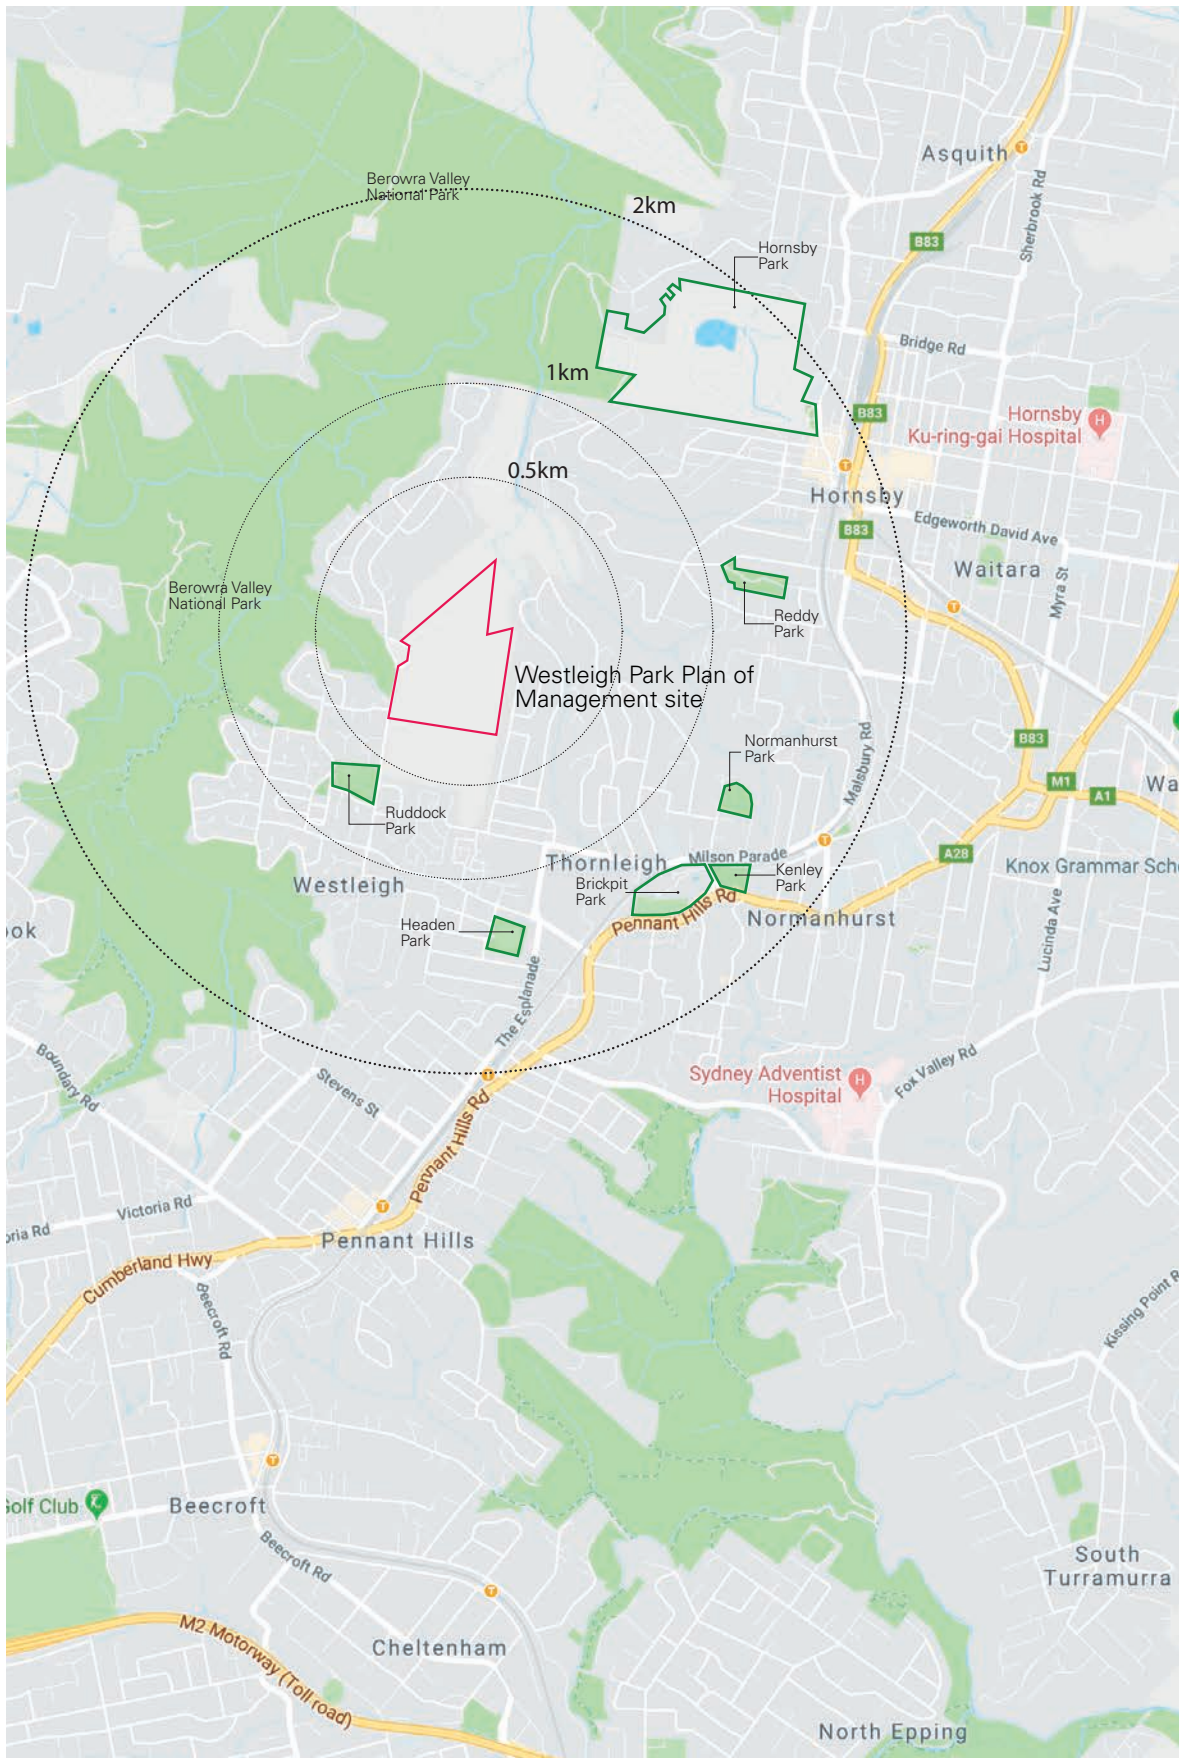 Asquith
Sherbrook Rd
Berowra Valley
National Park
2km
B83
Hornsby
Park
Bridge Rd
1km
B83
Hornsby
Ku-ring-gai Hospital
H
0.5km
Hornsby
B83
Edgeworth David Ave
Waitara
Myra St
Berowra Valley
National Park
Reddy
Park
Westleigh Park Plan of
Management site
Malsbury Rd
Normanhurst
Park
B83
M1
A1
Wa
Ruddock
Park
Thornleigh
Milson Parade
A28
Knox Grammar Scho
Westleigh
Brickpit
Park
Kenley
Park
Pennant Hills Rd
Normanhurst
Lucinda Ave
Headen
Park
ook
The Esplanade
Boundary Rd
Stevens St
Sydney Adventist
Hospital
H
Fox Valley Rd
Pennant Hills Rd
Victoria Rd
oria Rd
Pennant Hills
Cumberland Hwy
Beecroft Rd
Kissing Point R
Golf Club
Beecroft
Beecroft Rd
South
Turramurra
M2 Motorway (Toll road)
Cheltenham
North Epping
T
T
T
T
T
T
T
T